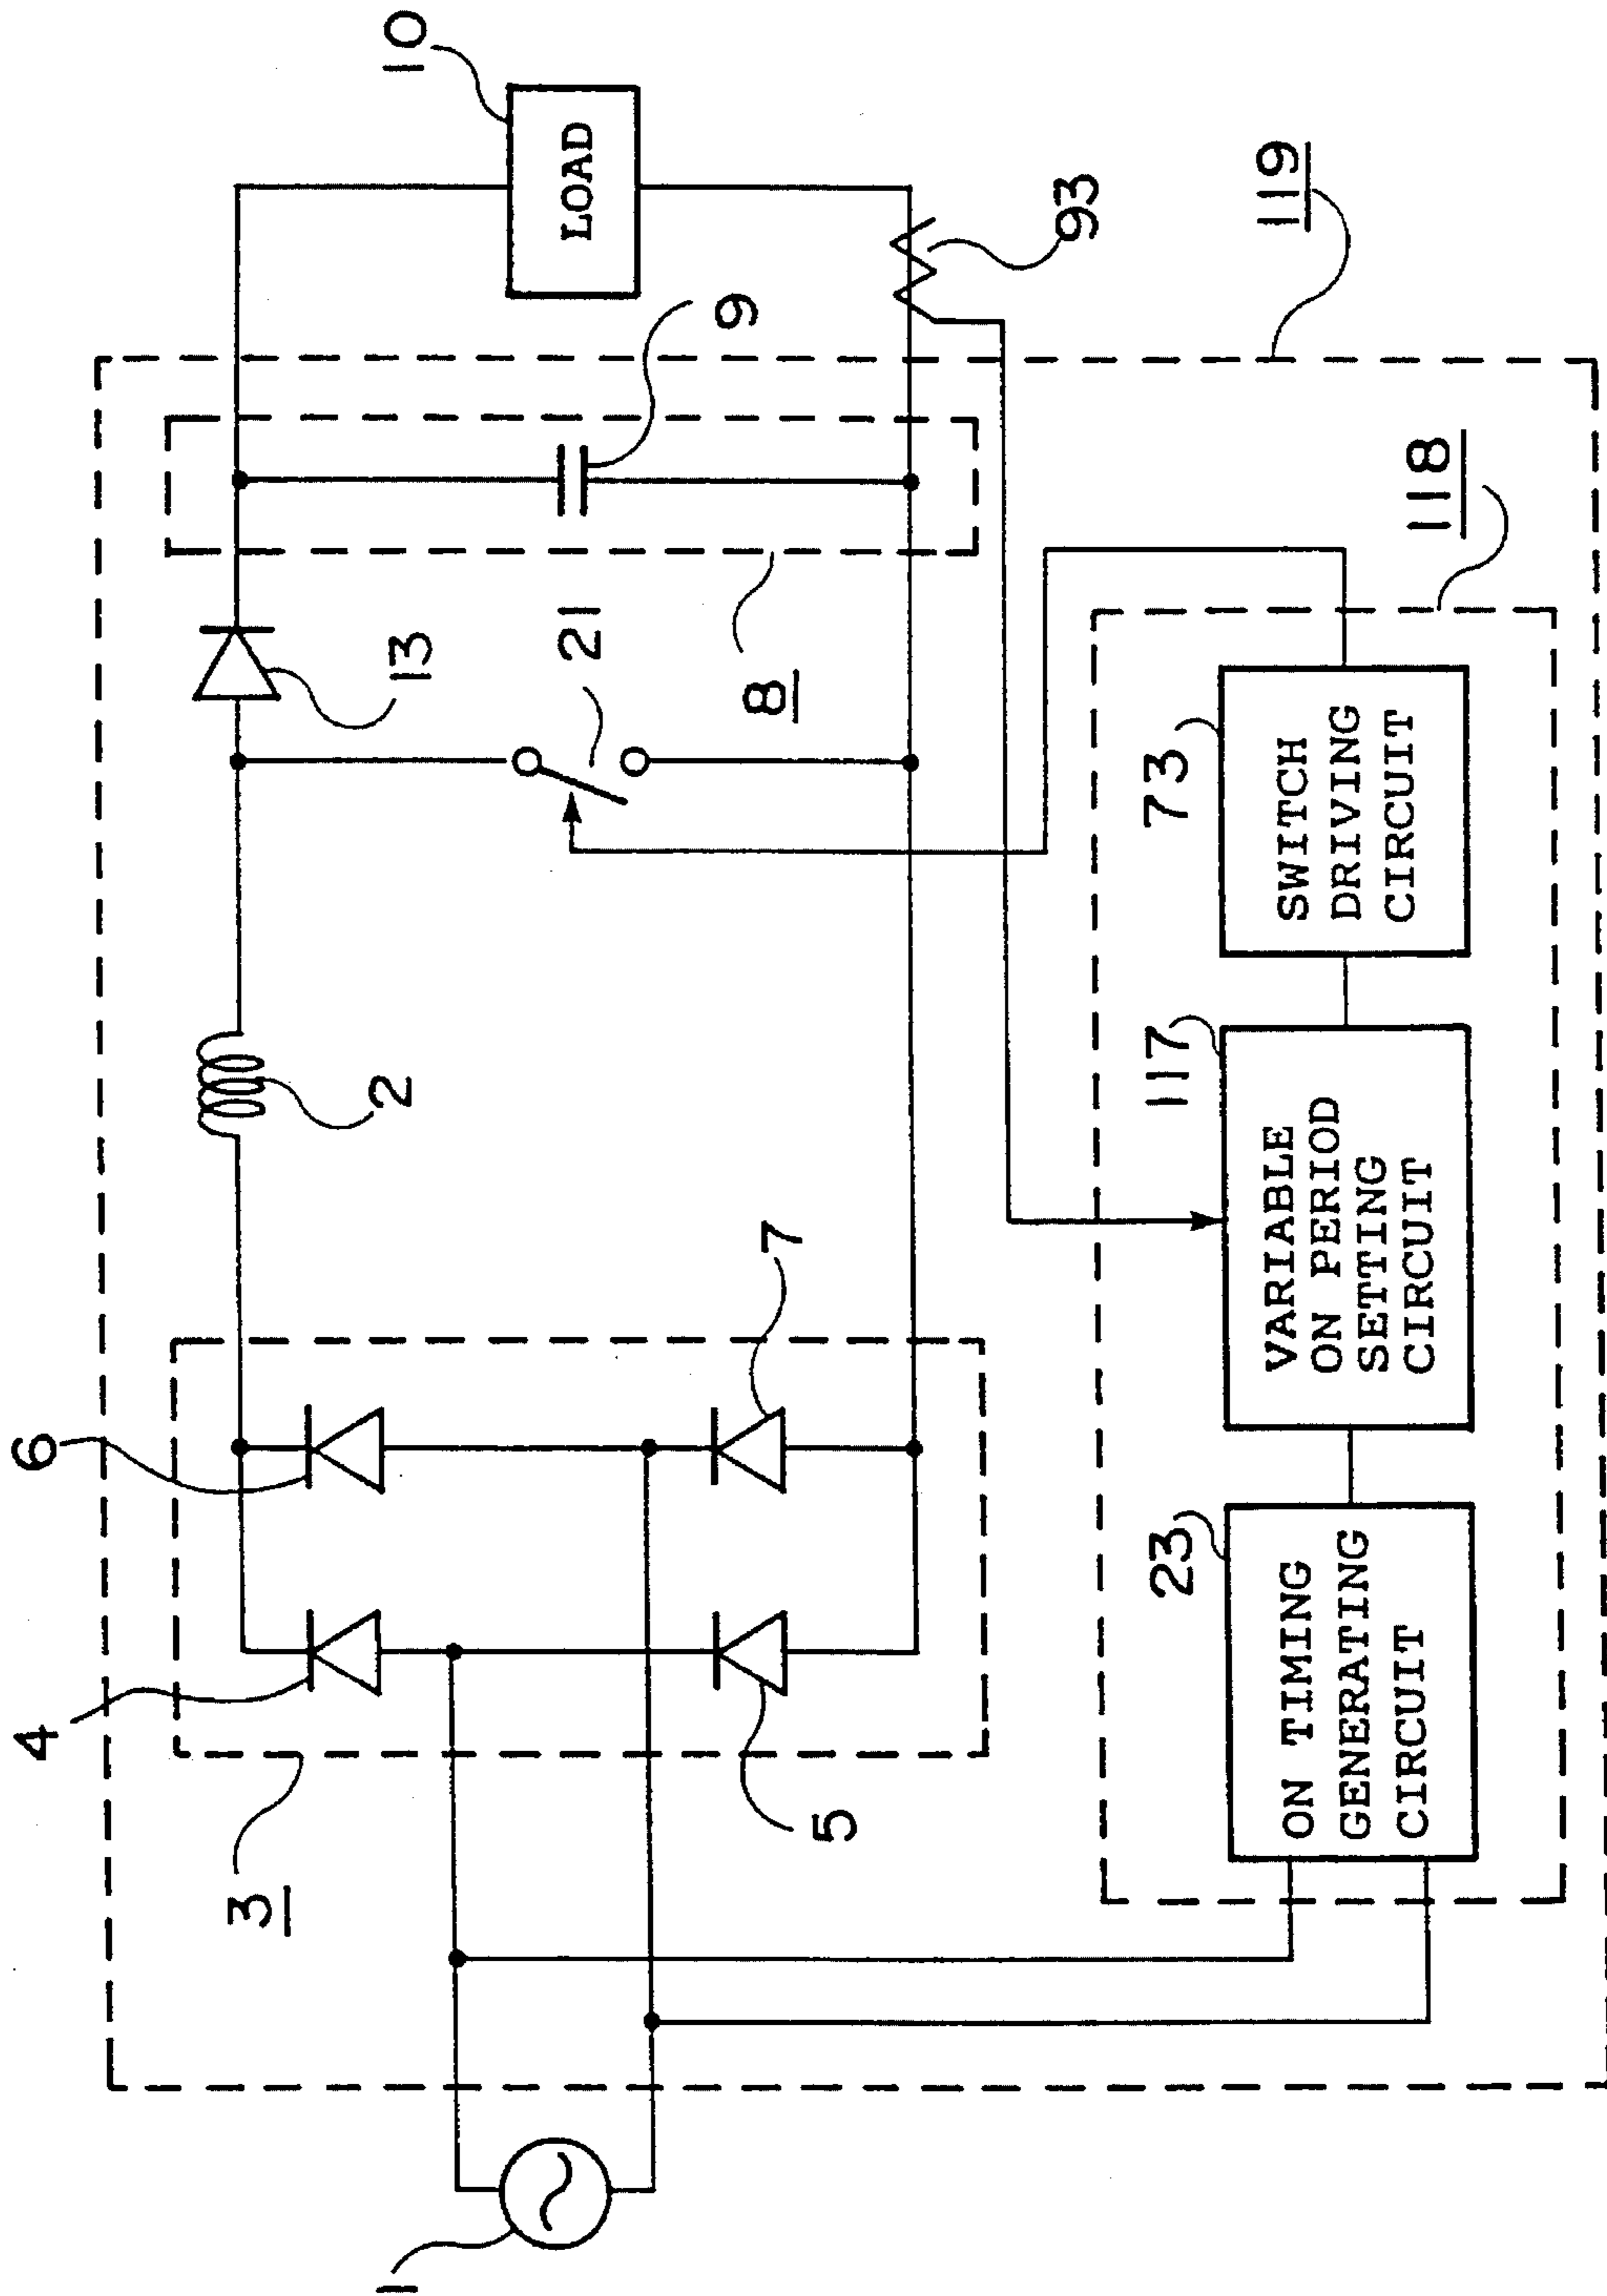 10
LOAD
119
93
9
118
13
21
8
73
SWITCH
DRIVING
CIRCUIT
2
117
VARIABLE
ON PERIOD
SETTING
CIRCUIT
7
6
23
ON TIMING
GENERATING
CIRCUIT
4
5
3
1